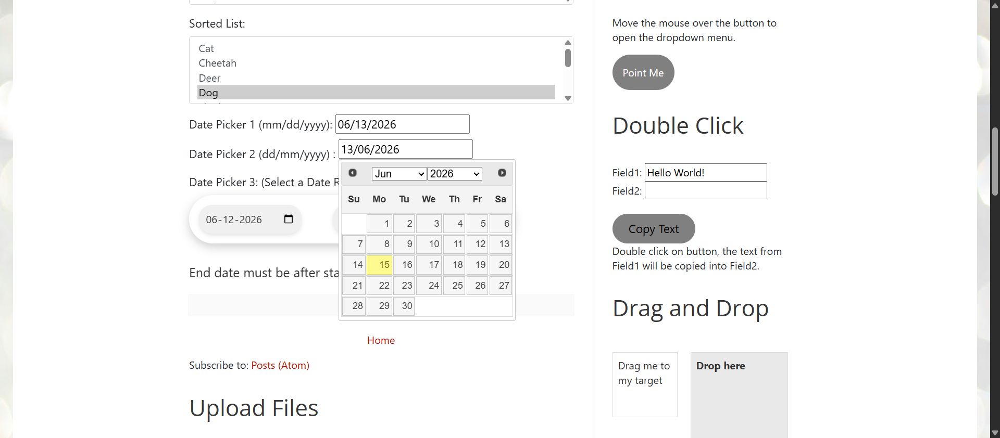 Sorted List:
Cat
Cheetah
Deer
Dog
Date Picker 1 (mm/dd/yyyy): 06/13/2026
Date Picker 2 (dd/mm/yyyy) : 13/06/2026
Date Picker 3: (Select a Date R
06-12-2026
Jun 2026
Su Mo Tu We Th Fr Sa
1 2 3 4 5 6
7 8 9 10 11 12 13
14 15 16 17 18 19 20
21 22 23 24 25 26 27
28 29 30
End date must be after sta
Home
Subscribe to: Posts (Atom)
Upload Files
Move the mouse over the button to
open the dropdown menu.
Point Me
Double Click
Field1: Hello World!
Field2:
Copy Text
Double click on button, the text from
Field1 will be copied into Field2.
Drag and Drop
Drag me to
my target
Drop here